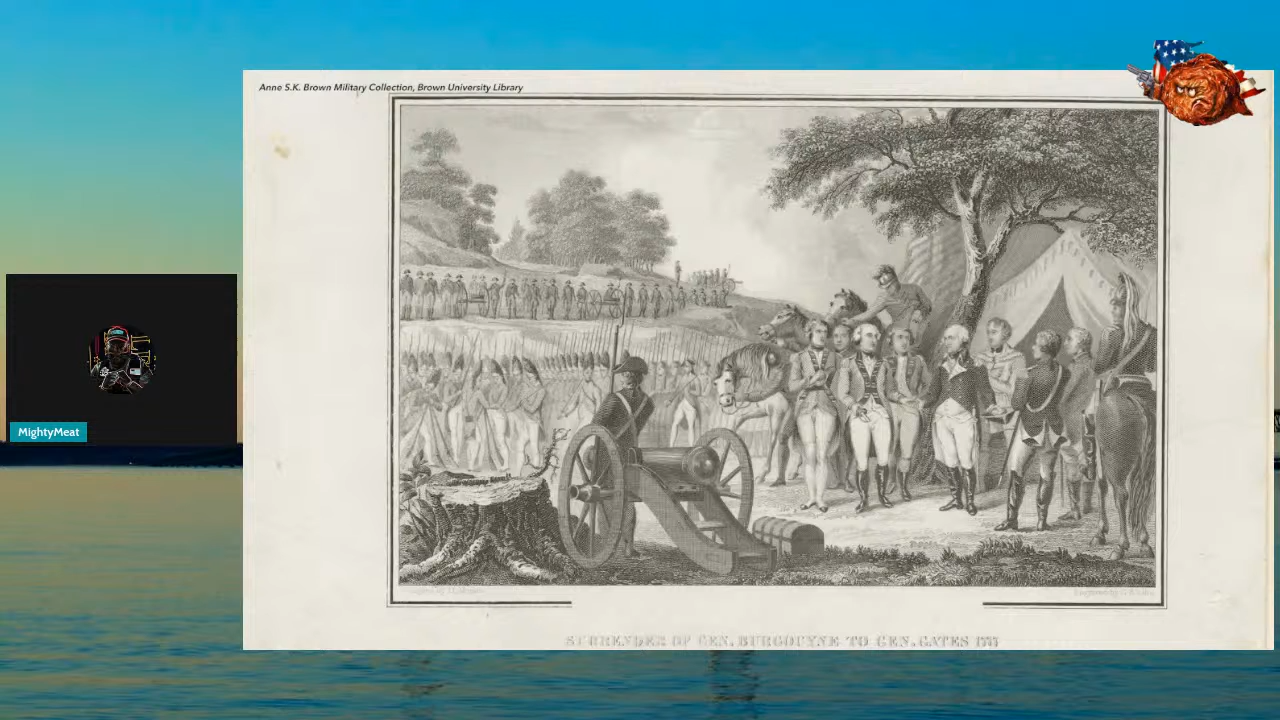 Anne S.K. Brown Military Collection, Brown University Library
MightyMeat
SURRENDER OF GEN. BURGOYNE TO GEN. GATES 1777